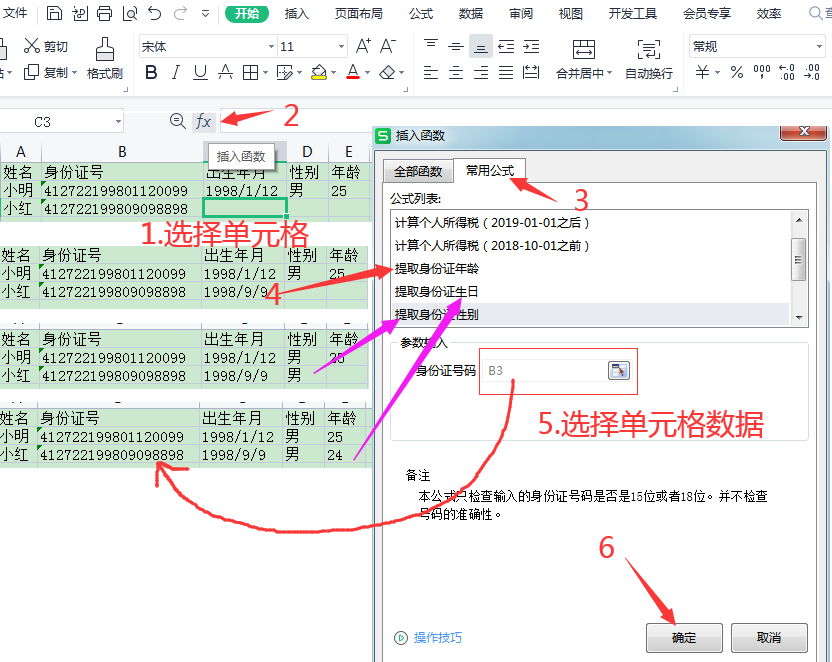 文件 开始 插入 页面布局 公式 数据 审阅 视图 开发工具 会员专享 效率
剪切 宋体 11 A+ A- 常规
复制 格式刷 B I U A A 合并居中 自动换行 ¥ % 000 ←.0 .00 .00 →.0
C3 fx 2
插入函数
A B D E
姓名 身份证号 出生年月 性别 年龄
小明 412722199801120099 1998/1/12 男 25
小红 412722199809098898
1.选择单元格
姓名 身份证号 出生年月 性别 年龄
小明 412722199801120099 1998/1/12 男 25
小红 412722199809098898 1998/9/9
4
姓名 身份证号 出生年月 性别 年龄
小明 412722199801120099 1998/1/12 男 25
小红 412722199809098898 1998/9/9 男
姓名 身份证号 出生年月 性别 年龄
小明 412722199801120099 1998/1/12 男 25
小红 412722199809098898 1998/9/9 男 24
S 插入函数 x
全部函数 常用公式
3
公式列表:
计算个人所得税（2019-01-01之后）
计算个人所得税（2018-10-01之前）
提取身份证年龄
提取身份证生日
提取身份证性别
参数输入
身份证号码 B3
5.选择单元格数据
备注
本公式只检查输入的身份证号码是否是15位或者18位。并不检查
号码的准确性。
6
操作技巧 确定 取消